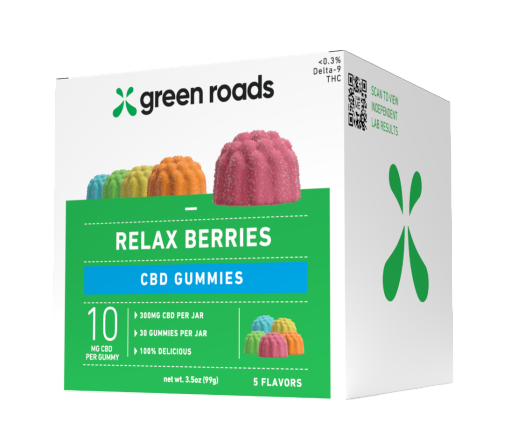 <0.3%
Delta-9
THC
green roads
SCAN TO VIEW
INDEPENDENT
LAB RESULTS
RELAX BERRIES
CBD GUMMIES
10
MG CBD
PER GUMMY
300MG CBD PER JAR
30 GUMMIES PER JAR
100% DELICIOUS
net wt. 3.5oz (99g)
5 FLAVORS